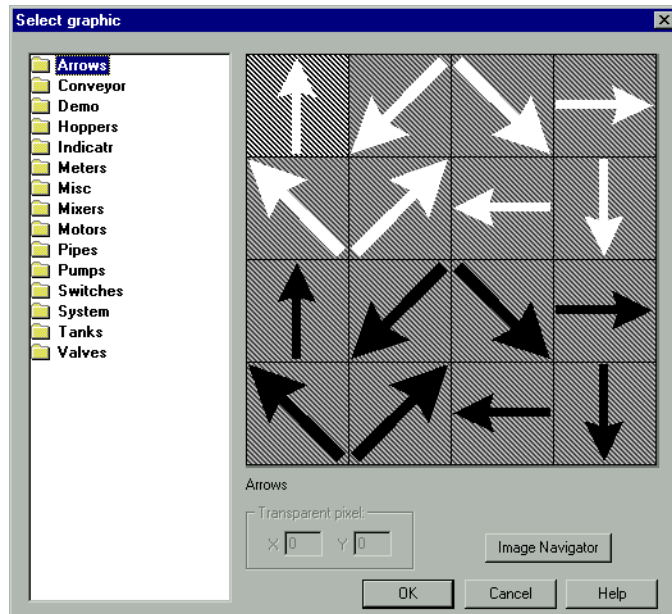 Select graphic
Arrows
Conveyor
Demo
Hoppers
Indicatr
Meters
Misc
Mixers
Motors
Pipes
Pumps
Switches
System
Tanks
Valves
Arrows
Transparent pixel:
X 0 Y 0
Image Navigator
OK Cancel Help